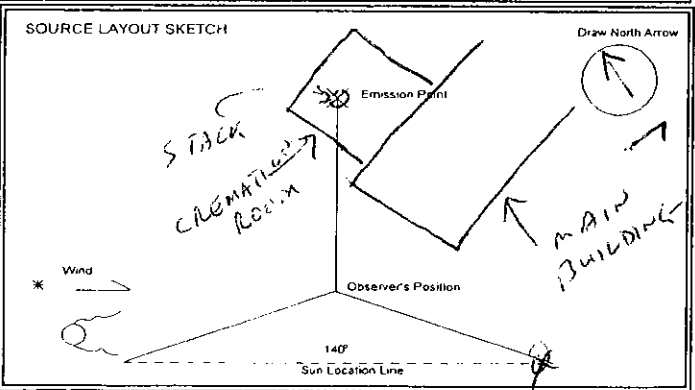 SOURCE LAYOUT SKETCH
Draw North Arrow
Emission Point
STACK
CREMATION
ROOM
MAIN
BUILDING
Wind
Observer's Position
140°
Sun Location Line